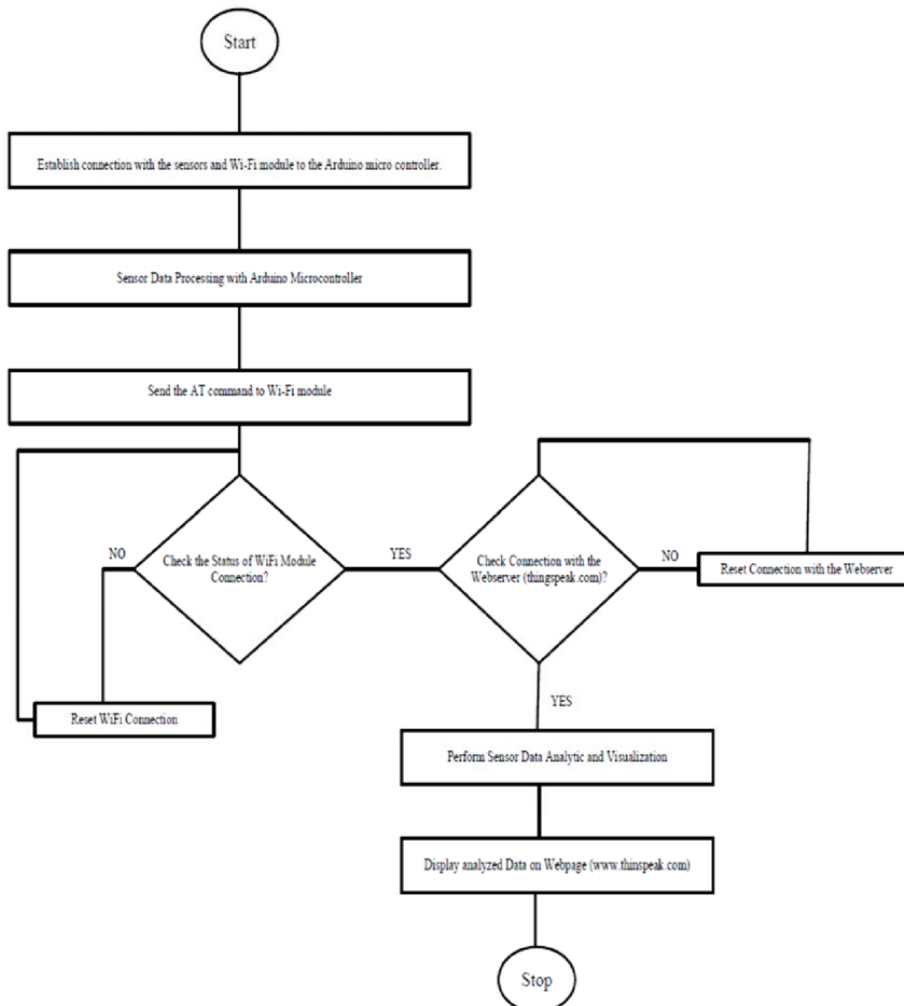 Start
Establish connection with the sensors and Wi-Fi module to the Arduino micro controller.
Sensor Data Processing with Arduino Microcontroller
Send the AT command to Wi-Fi module
NO
Check the Status of WiFi Module
Connection?
YES
Check Connection with the
Webserver (thingspeak.com)?
NO
Reset Connection with the Webserver
Reset WiFi Connection
YES
Perform Sensor Data Analytic and Visualization
Display analyzed Data on Webpage (www.thinspeak.com)
Stop